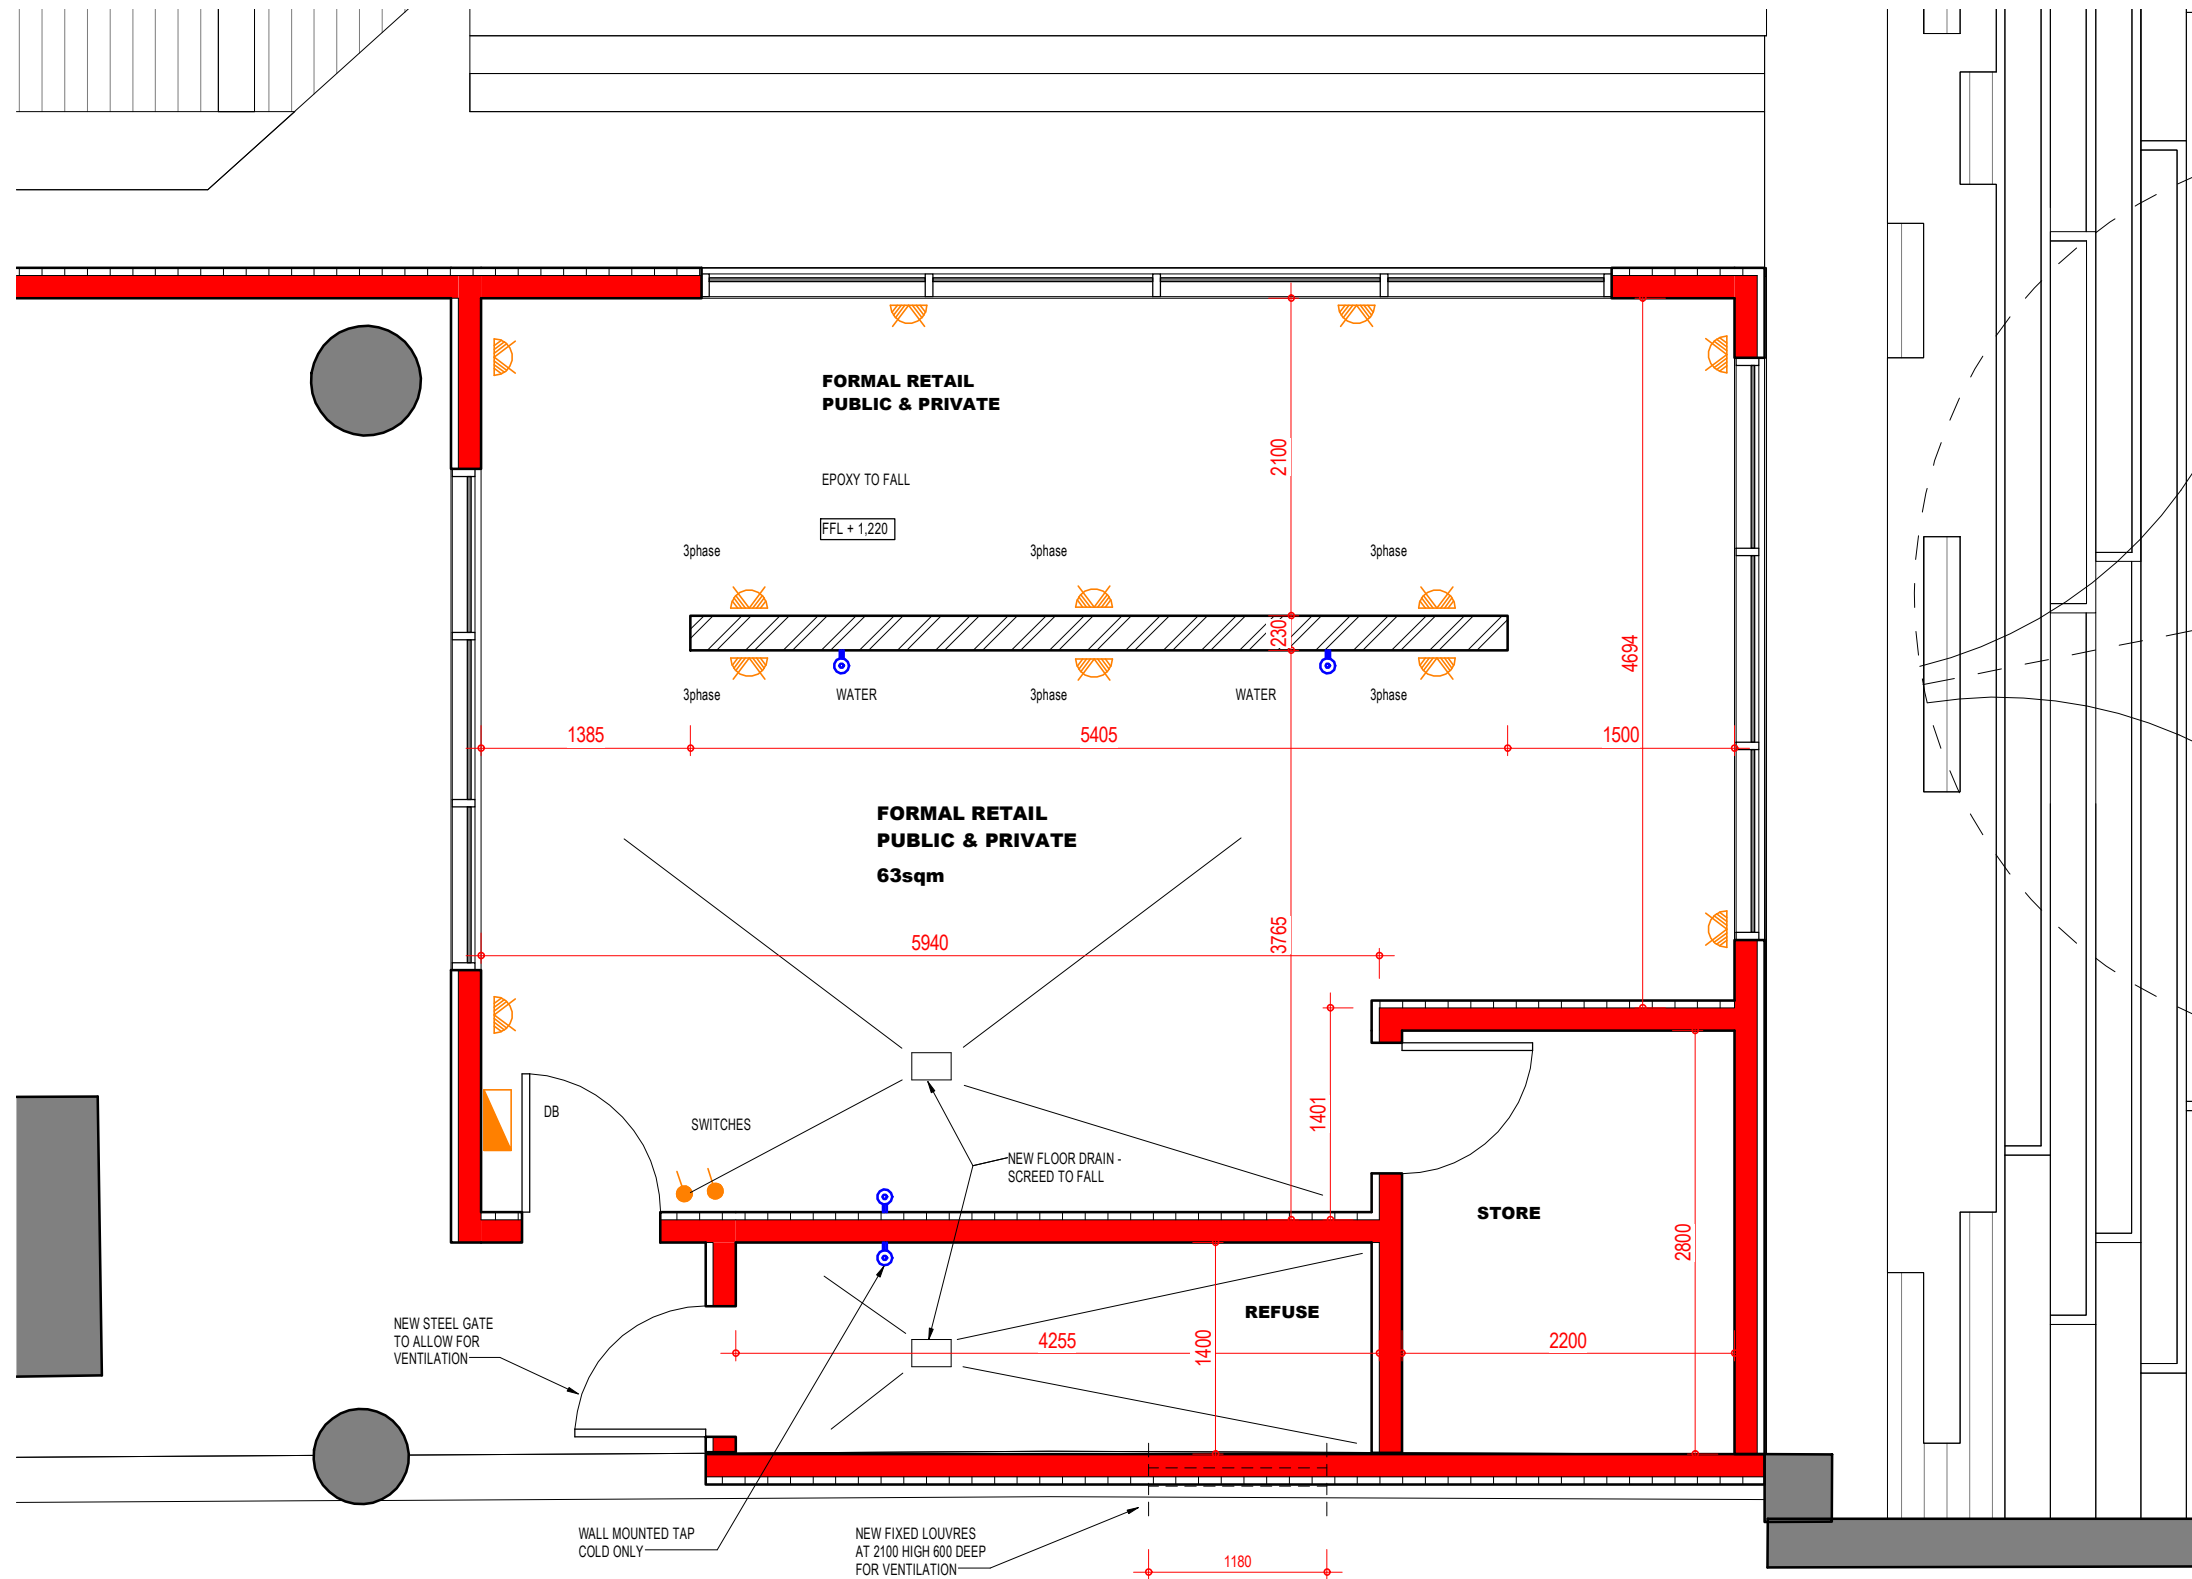 FORMAL RETAIL
PUBLIC & PRIVATE
2100
EPOXY TO FALL
FFL + 1,220
3phase
3phase
3phase
230
4694
3phase
WATER
3phase
WATER
3phase
1385
5405
1500
FORMAL RETAIL
PUBLIC & PRIVATE
63sqm
5940
3765
DB
SWITCHES
1401
NEW FLOOR DRAIN -
SCREED TO FALL
STORE
2800
REFUSE
NEW STEEL GATE
TO ALLOW FOR
VENTILATION
4255
1400
2200
WALL MOUNTED TAP
COLD ONLY
NEW FIXED LOUVRES
AT 2100 HIGH 600 DEEP
FOR VENTILATION
1180